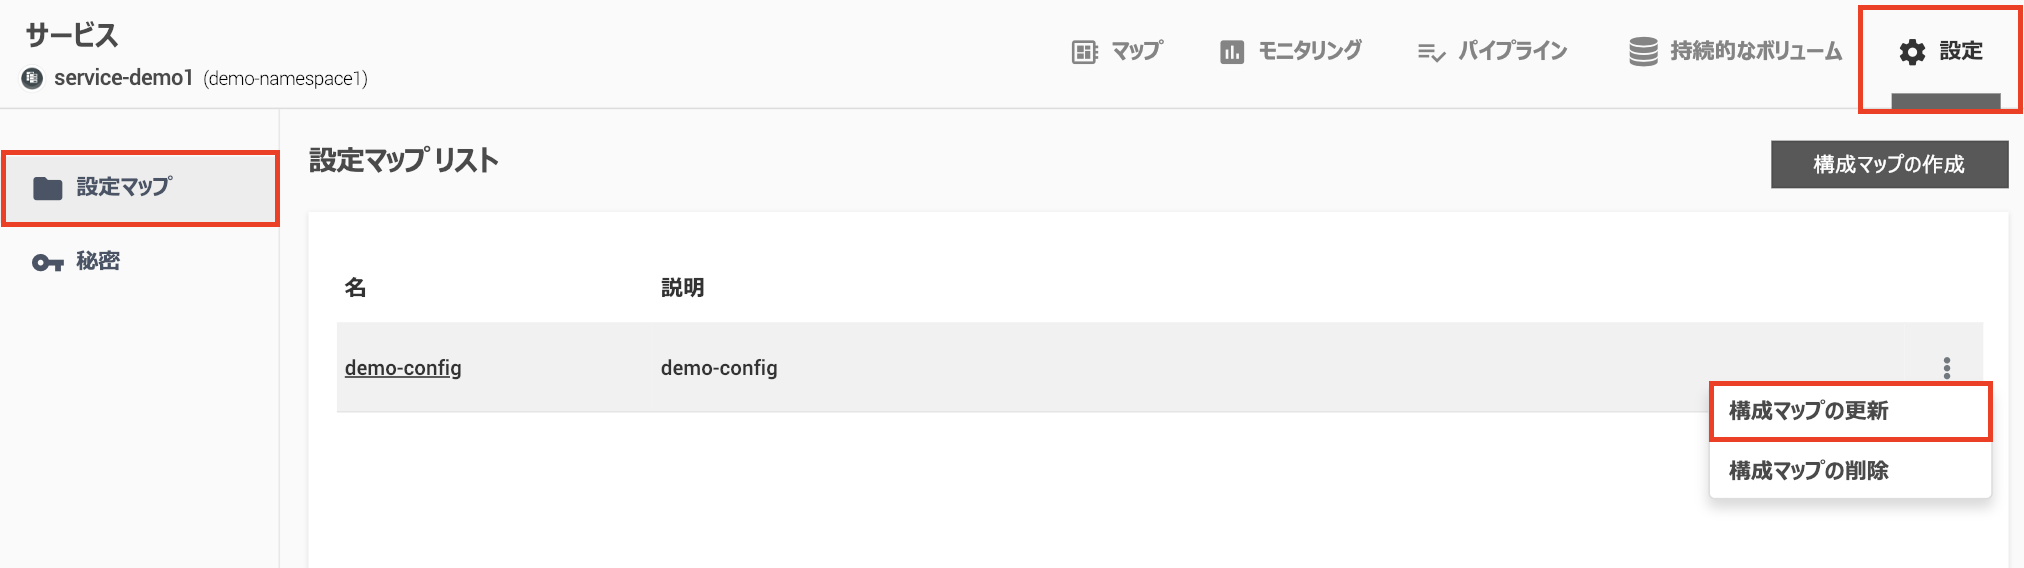 サービス
service-demo1 (demo-namespace1)
マップ
モニタリング
パイプライン
持続的なボリューム
設定
設定マップ
秘密
設定マップ リスト
構成マップの作成
名 説明
demo-config demo-config
構成マップの更新
構成マップの削除